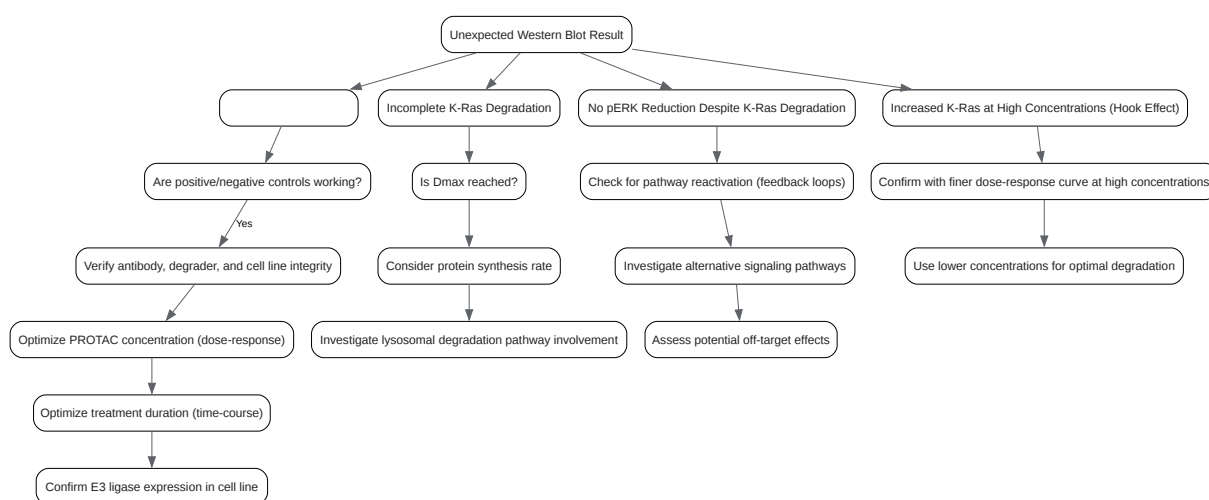 Unexpected Western Blot Result
Incomplete K-Ras Degradation
No pERK Reduction Despite K-Ras Degradation
Increased K-Ras at High Concentrations (Hook Effect)
Are positive/negative controls working?
Is Dmax reached?
Check for pathway reactivation (feedback loops)
Confirm with finer dose-response curve at high concentrations
Yes
Verify antibody, degrader, and cell line integrity
Consider protein synthesis rate
Investigate alternative signaling pathways
Use lower concentrations for optimal degradation
Optimize PROTAC concentration (dose-response)
Investigate lysosomal degradation pathway involvement
Assess potential off-target effects
Optimize treatment duration (time-course)
Confirm E3 ligase expression in cell line